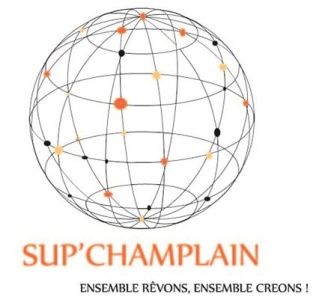 SUP'CHAMPLAIN
ENSEMBLE RÊVONS, ENSEMBLE CREONS !